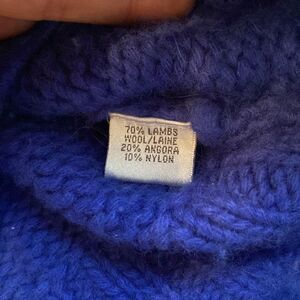 70% LAMBS
WOOL/LAINE
20% ANGORA
10% NYLON